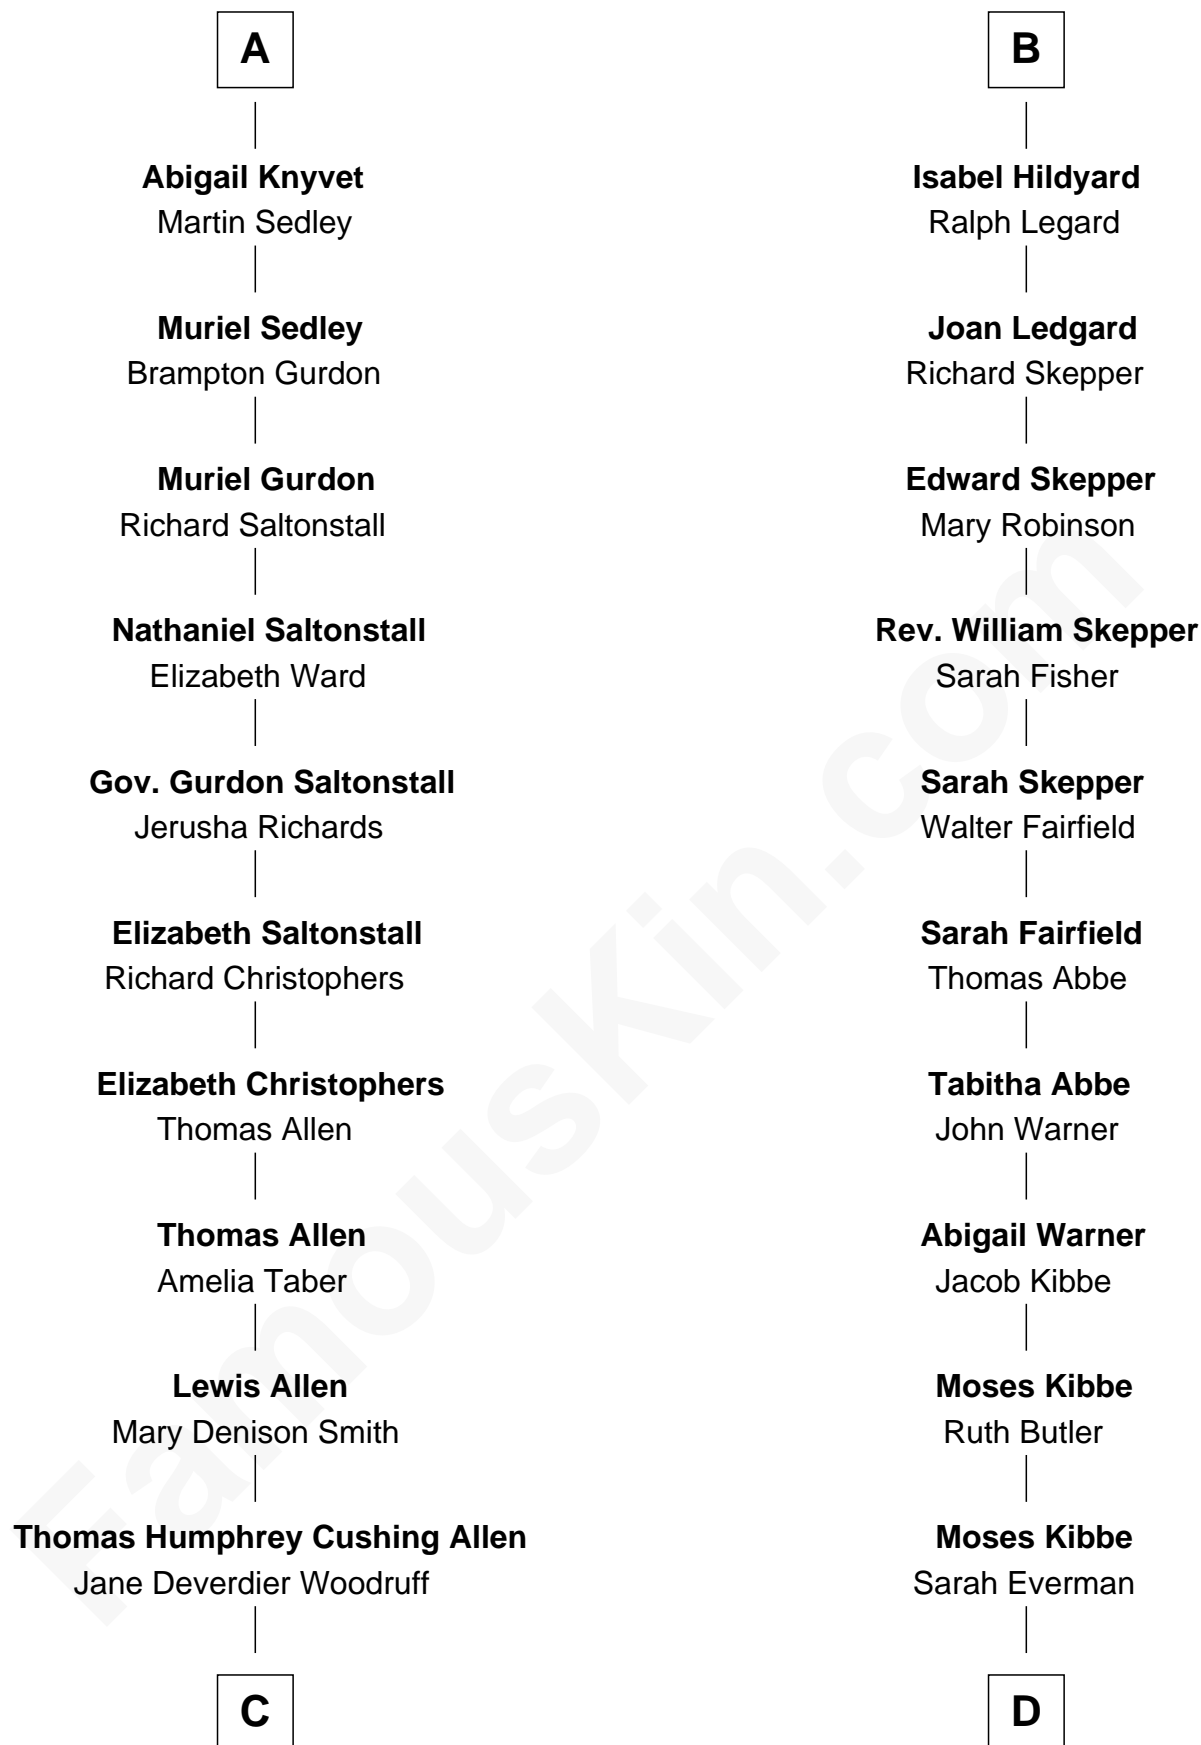 A
Abigail Knyvet
Martin Sedley
Muriel Sedley
Brampton Gurdon
Muriel Gurdon
Richard Saltonstall
Nathaniel Saltonstall
Elizabeth Ward
Gov. Gurdon Saltonstall
Jerusha Richards
Elizabeth Saltonstall
Richard Christophers
Elizabeth Christophers
Thomas Allen
Thomas Allen
Amelia Taber
Lewis Allen
Mary Denison Smith
Thomas Humphrey Cushing Allen
Jane Deverdier Woodruff
C
B
Isabel Hildyard
Ralph Legard
Joan Ledgard
Richard Skepper
Edward Skepper
Mary Robinson
Rev. William Skepper
Sarah Fisher
Sarah Skepper
Walter Fairfield
Sarah Fairfield
Thomas Abbe
Tabitha Abbe
John Warner
Abigail Warner
Jacob Kibbe
Moses Kibbe
Ruth Butler
Moses Kibbe
Sarah Everman
D
FamousKin.com